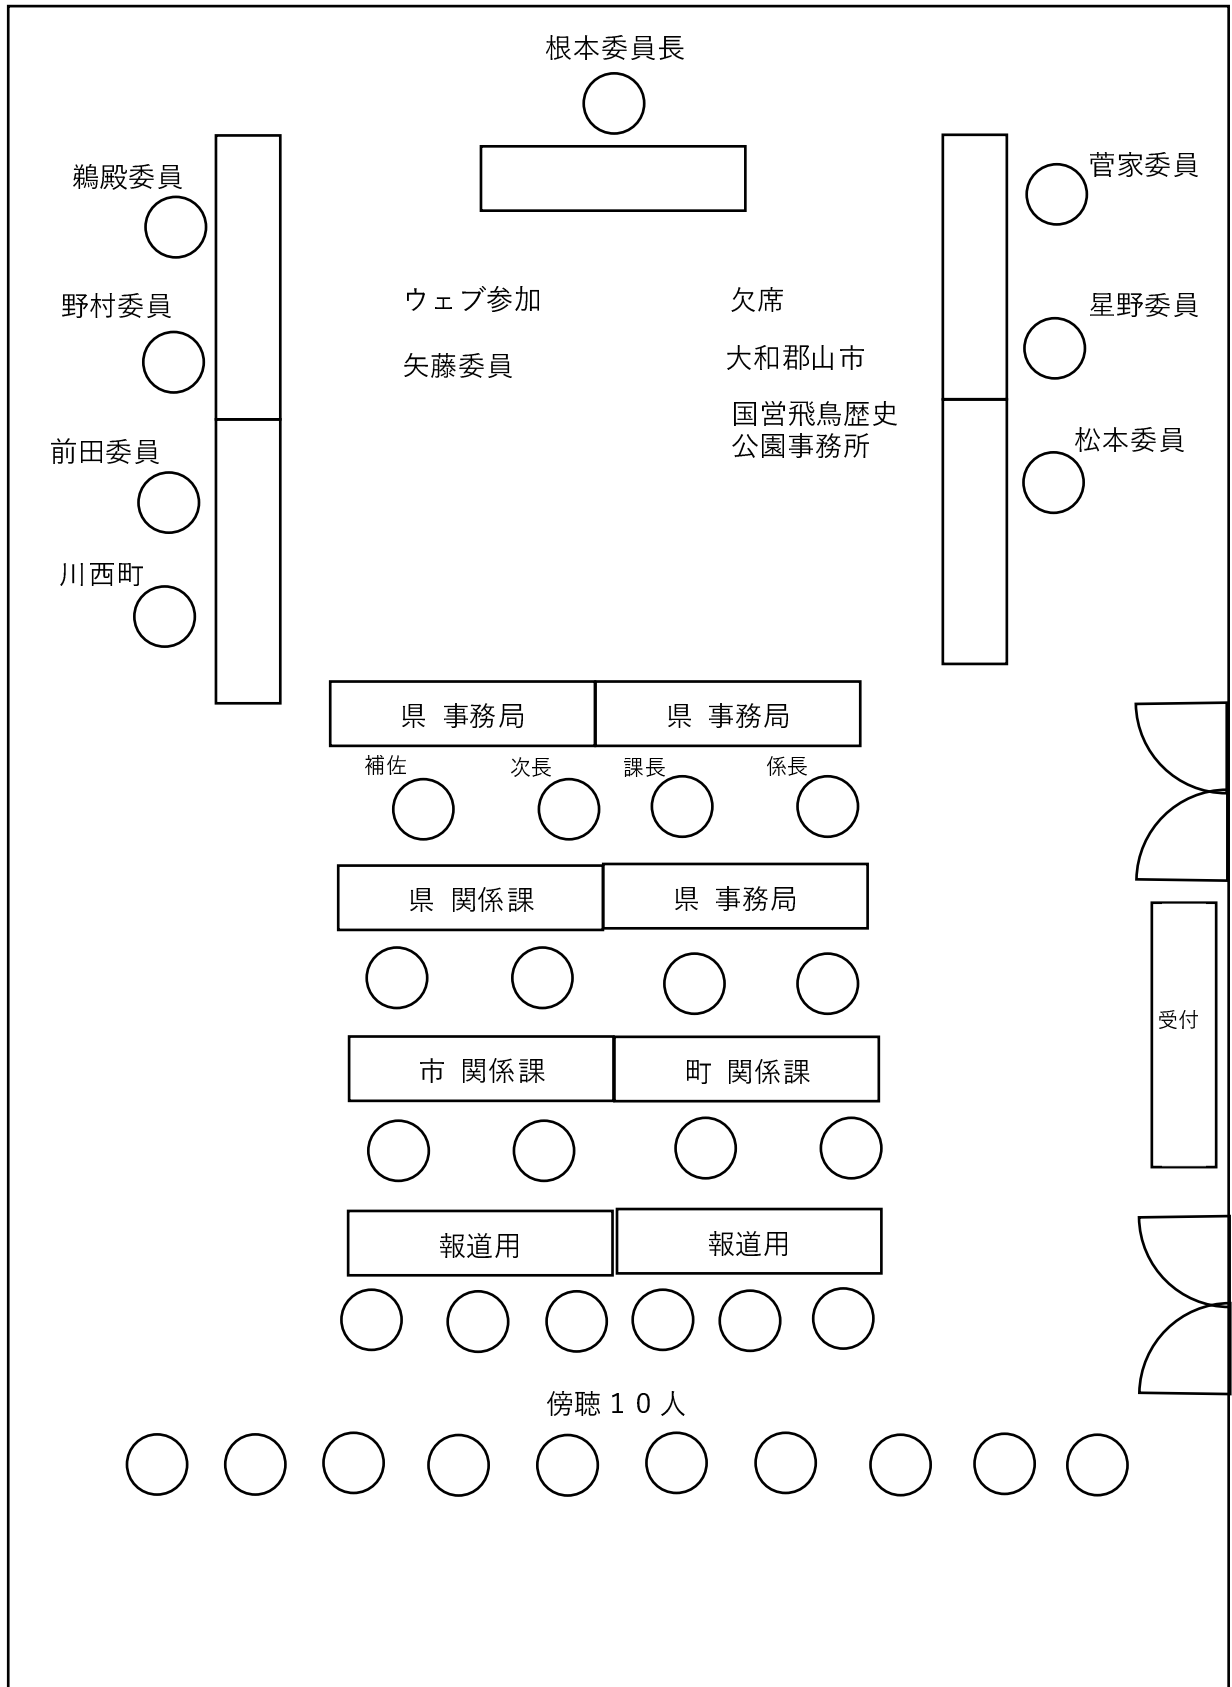 根本委員長
鵜殿委員
菅家委員
野村委員
ウェブ参加
欠席
星野委員
矢藤委員
大和郡山市
国営飛鳥歴史
公園事務所
前田委員
松本委員
川西町
県 事務局
県 事務局
補佐
次長
課長
係長
県 関係課
県 事務局
受付
市 関係課
町 関係課
報道用
報道用
傍聴１０人